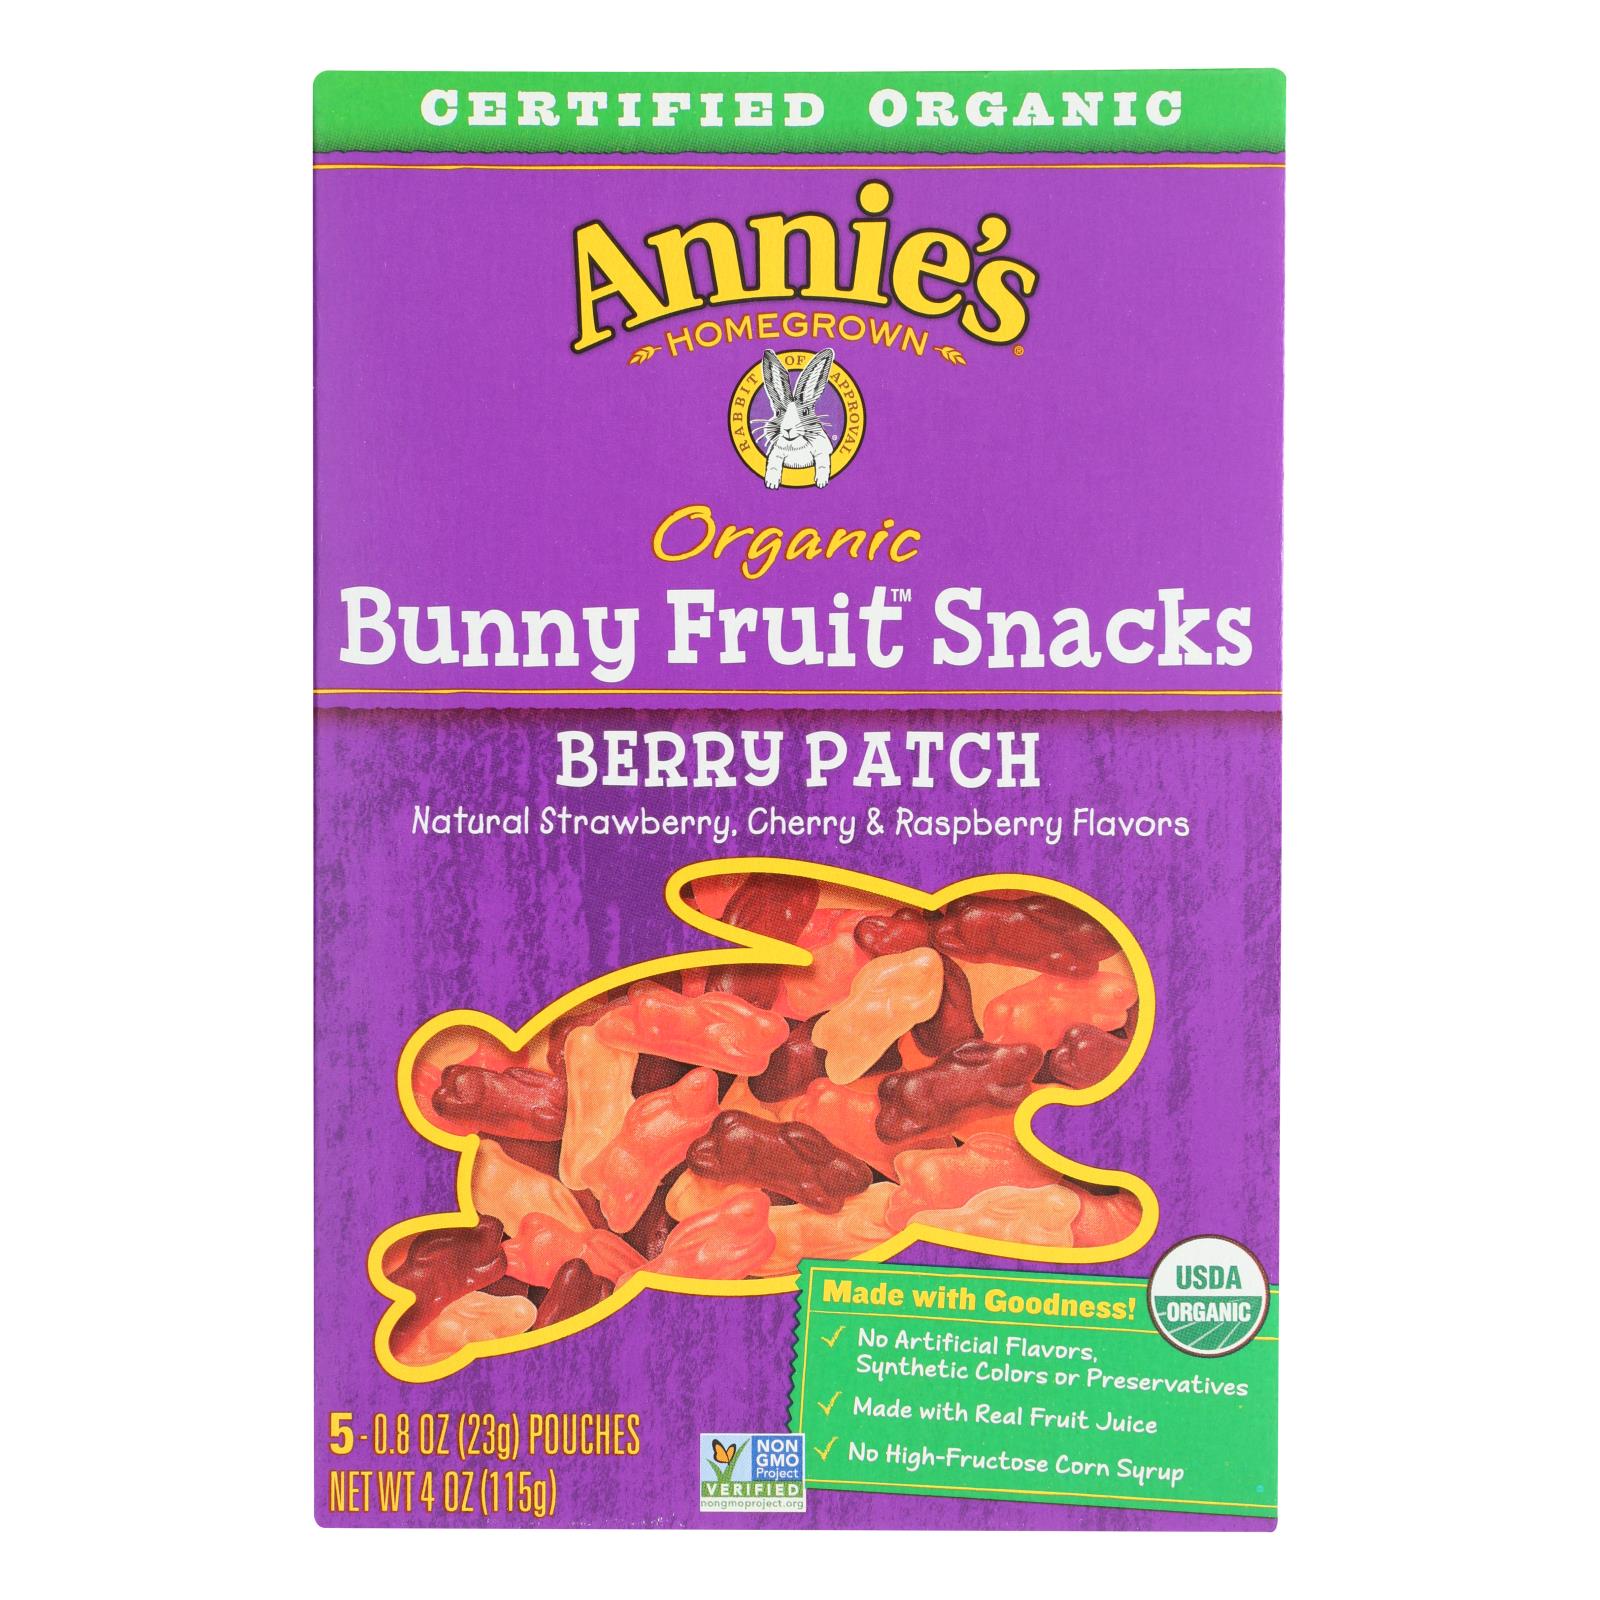 CERTIFIED ORGANIC
Annie's
HOMEGROWN
®
RABBIT OF APPROVAL
®
Organic
Bunny Fruit™ Snacks
BERRY PATCH
Natural Strawberry, Cherry & Raspberry Flavors
Made with Goodness!
✓ No Artificial Flavors,
Synthetic Colors or Preservatives
✓ Made with Real Fruit Juice
✓ No High-Fructose Corn Syrup
USDA
ORGANIC
5-0.8 OZ (23g) POUCHES
NET WT 4 OZ (115g)
NON
GMO
Project
VERIFIED
nongmoproject.org